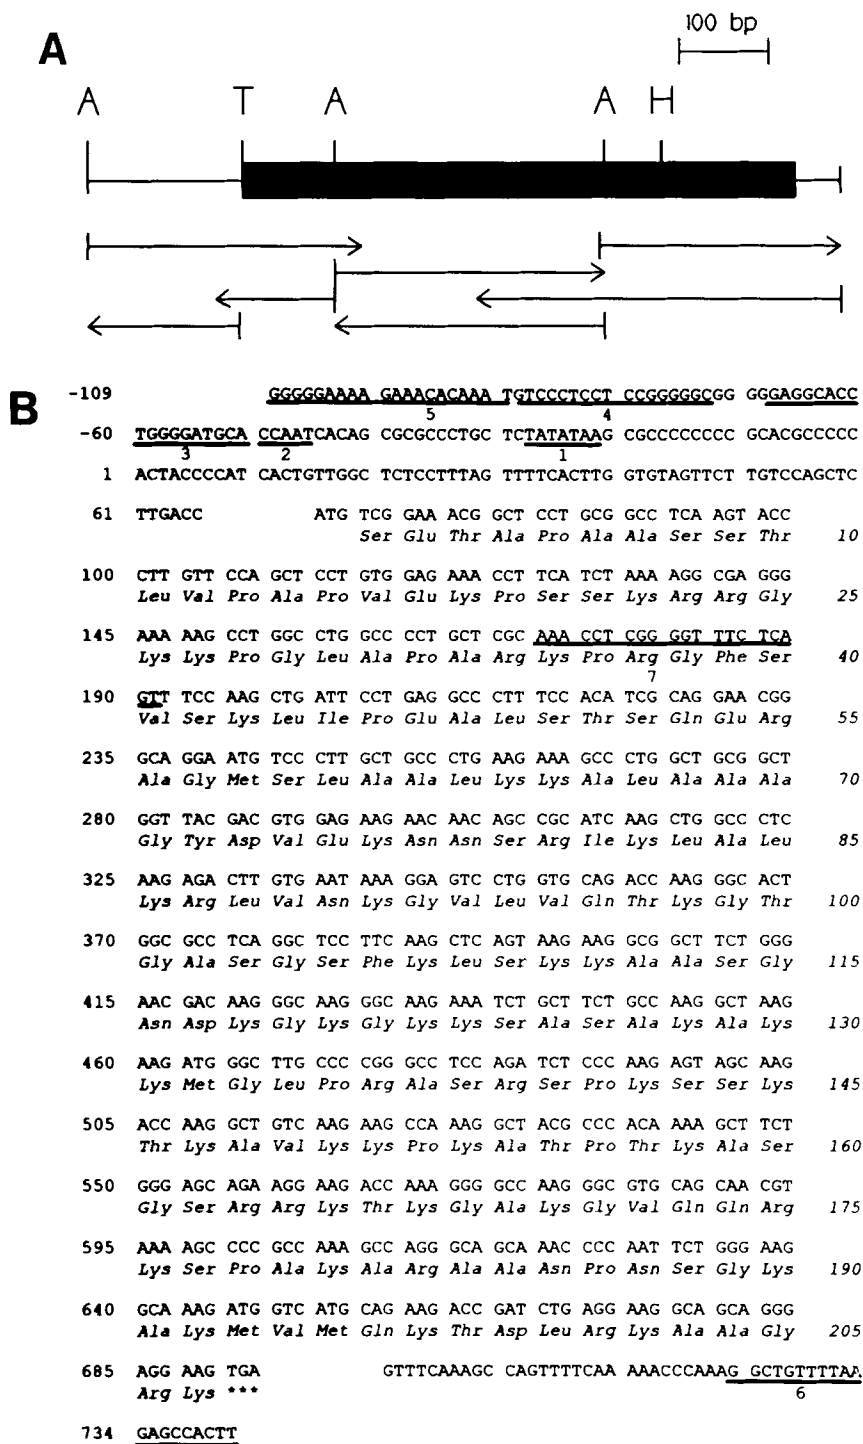 A
100 bp
A T A A H
B
-109 GGGGGAAAA GAAACACAAA TGTCCCTCCT CCGGGGGCGG GGGAGGCACC
5 4
-60 TGGGGATGCA CCAATCACAG CGCGCCCTGC TCTATATAAG CGCCCCCCCC GCACGCCCCC
3 2 1
1 ACTACCCCAT CACTGTTGGC TCTCCTTTAG TTTTCACTTG GTGTAGTTCT TGTCCAGCTC
61 TTGACC ATG TCG GAA ACG GCT CCT GCG GCC TCA AGT ACC
Ser Glu Thr Ala Pro Ala Ala Ser Ser Thr 10
100 CTT GTT CCA GCT CCT GTG GAG AAA CCT TCA TCT AAA AGG CGA GGG
Leu Val Pro Ala Pro Val Glu Lys Pro Ser Ser Lys Arg Arg Gly 25
145 AAA AAG CCT GGC CTG GCC CCT GCT CGC AAA CCT CGG GGT TTC TCA
Lys Lys Pro Gly Leu Ala Pro Ala Arg Lys Pro Arg Gly Phe Ser 40
7
190 GTT TCC AAG CTG ATT CCT GAG GCC CTT TCC ACA TCG CAG GAA CGG
Val Ser Lys Leu Ile Pro Glu Ala Leu Ser Thr Ser Gln Glu Arg 55
235 GCA GGA ATG TCC CTT GCT GCC CTG AAG AAA GCC CTG GCT GCG GCT
Ala Gly Met Ser Leu Ala Ala Leu Lys Lys Ala Leu Ala Ala Ala 70
280 GGT TAC GAC GTG GAG AAG AAC AAC AGC CGC ATC AAG CTG GCC CTC
Gly Tyr Asp Val Glu Lys Asn Asn Ser Arg Ile Lys Leu Ala Leu 85
325 AAG AGA CTT GTG AAT AAA GGA GTC CTG GTG CAG ACC AAG GGC ACT
Lys Arg Leu Val Asn Lys Gly Val Leu Val Gln Thr Lys Gly Thr 100
370 GGC GCC TCA GGC TCC TTC AAG CTC AGT AAG AAG GCG GCT TCT GGG
Gly Ala Ser Gly Ser Phe Lys Leu Ser Lys Lys Ala Ala Ser Gly 115
415 AAC GAC AAG GGC AAG GGC AAG AAA TCT GCT TCT GCC AAG GCT AAG
Asn Asp Lys Gly Lys Gly Lys Lys Ser Ala Ser Ala Lys Ala Lys 130
460 AAG ATG GGC TTG CCC CGG GCC TCC AGA TCT CCC AAG AGT AGC AAG
Lys Met Gly Leu Pro Arg Ala Ser Arg Ser Pro Lys Ser Ser Lys 145
505 ACC AAG GCT GTC AAG AAG CCA AAG GCT ACG CCC ACA AAA GCT TCT
Thr Lys Ala Val Lys Lys Pro Lys Ala Thr Pro Thr Lys Ala Ser 160
550 GGG AGC AGA AGG AAG ACC AAA GGG GCC AAG GGC GTG CAG CAA CGT
Gly Ser Arg Arg Lys Thr Lys Gly Ala Lys Gly Val Gln Gln Arg 175
595 AAA AGC CCC GCC AAA GCC AGG GCA GCA AAC CCC AAT TCT GGG AAG
Lys Ser Pro Ala Lys Ala Arg Ala Ala Asn Pro Asn Ser Gly Lys 190
640 GCA AAG ATG GTC ATG CAG AAG ACC GAT CTG AGG AAG GCA GCA GGG
Ala Lys Met Val Met Gln Lys Thr Asp Leu Arg Lys Ala Ala Gly 205
685 AGG AAG TGA GTTTCAAAGC CAGTTTTCAA AAACCCAAAG GCTGTTTTAA
Arg Lys *** 6
734 GAGCCACTT